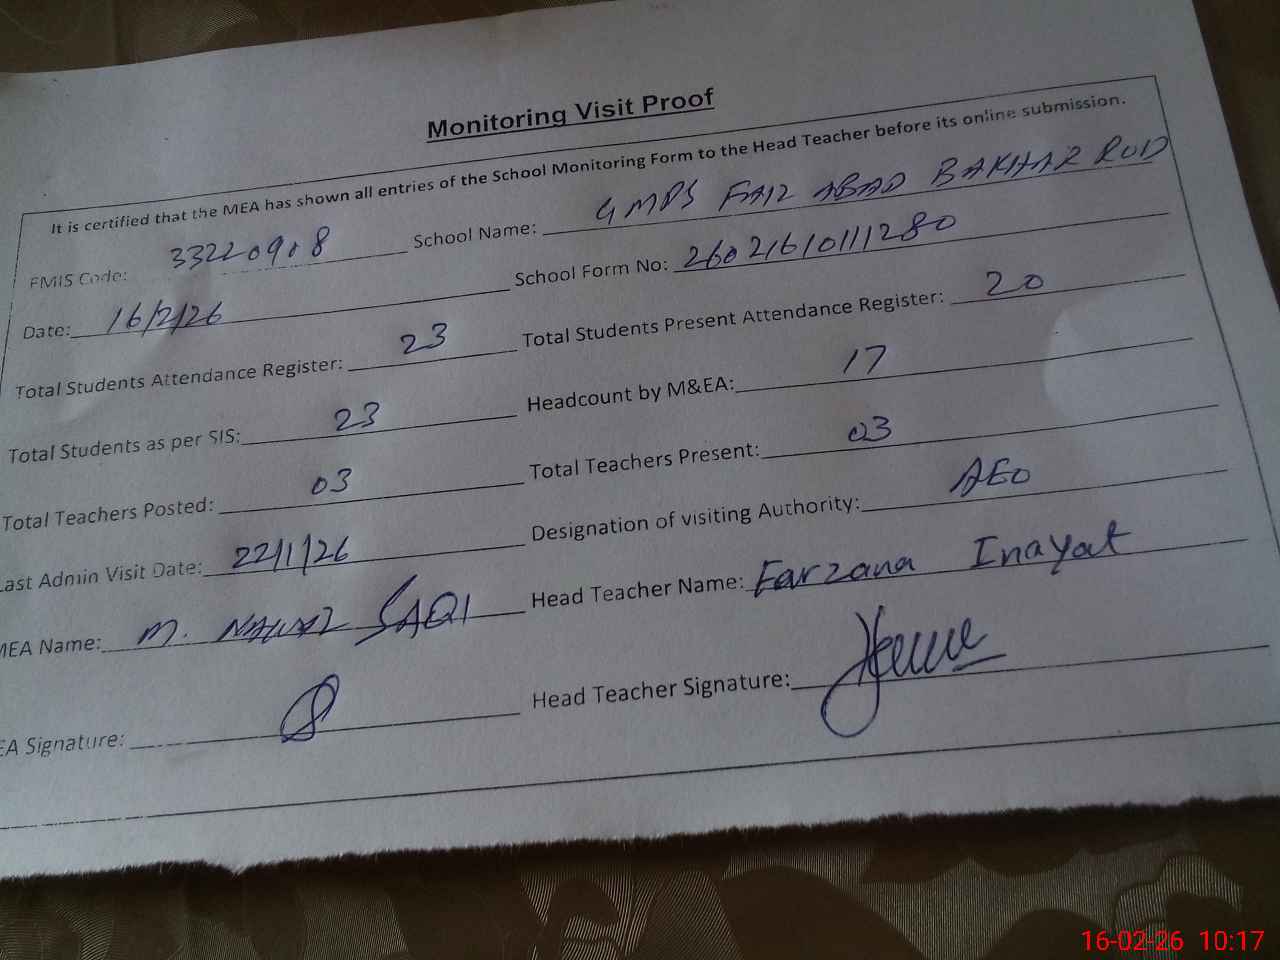 Monitoring Visit Proof
It is certified that the MEA has shown all entries of the School Monitoring Form to the Head Teacher before its online submission.
EMIS Code: 33220908 School Name: GMPS FAIZ ABAD BAKHAR ROD
Date: 16/2/26 School Form No: 26021610111280
Total Students Attendance Register: 23 Total Students Present Attendance Register: 20
Total Students as per SIS: 23 Headcount by M&EA: 17
Total Teachers Posted: 03 Total Teachers Present: 03
Last Admin Visit Date: 22/1/26 Designation of visiting Authority: AEO
MEA Name: M. NAWAZ SAQI Head Teacher Name: Farzana Inayat
EA Signature: Head Teacher Signature:
16-02-26 10:17